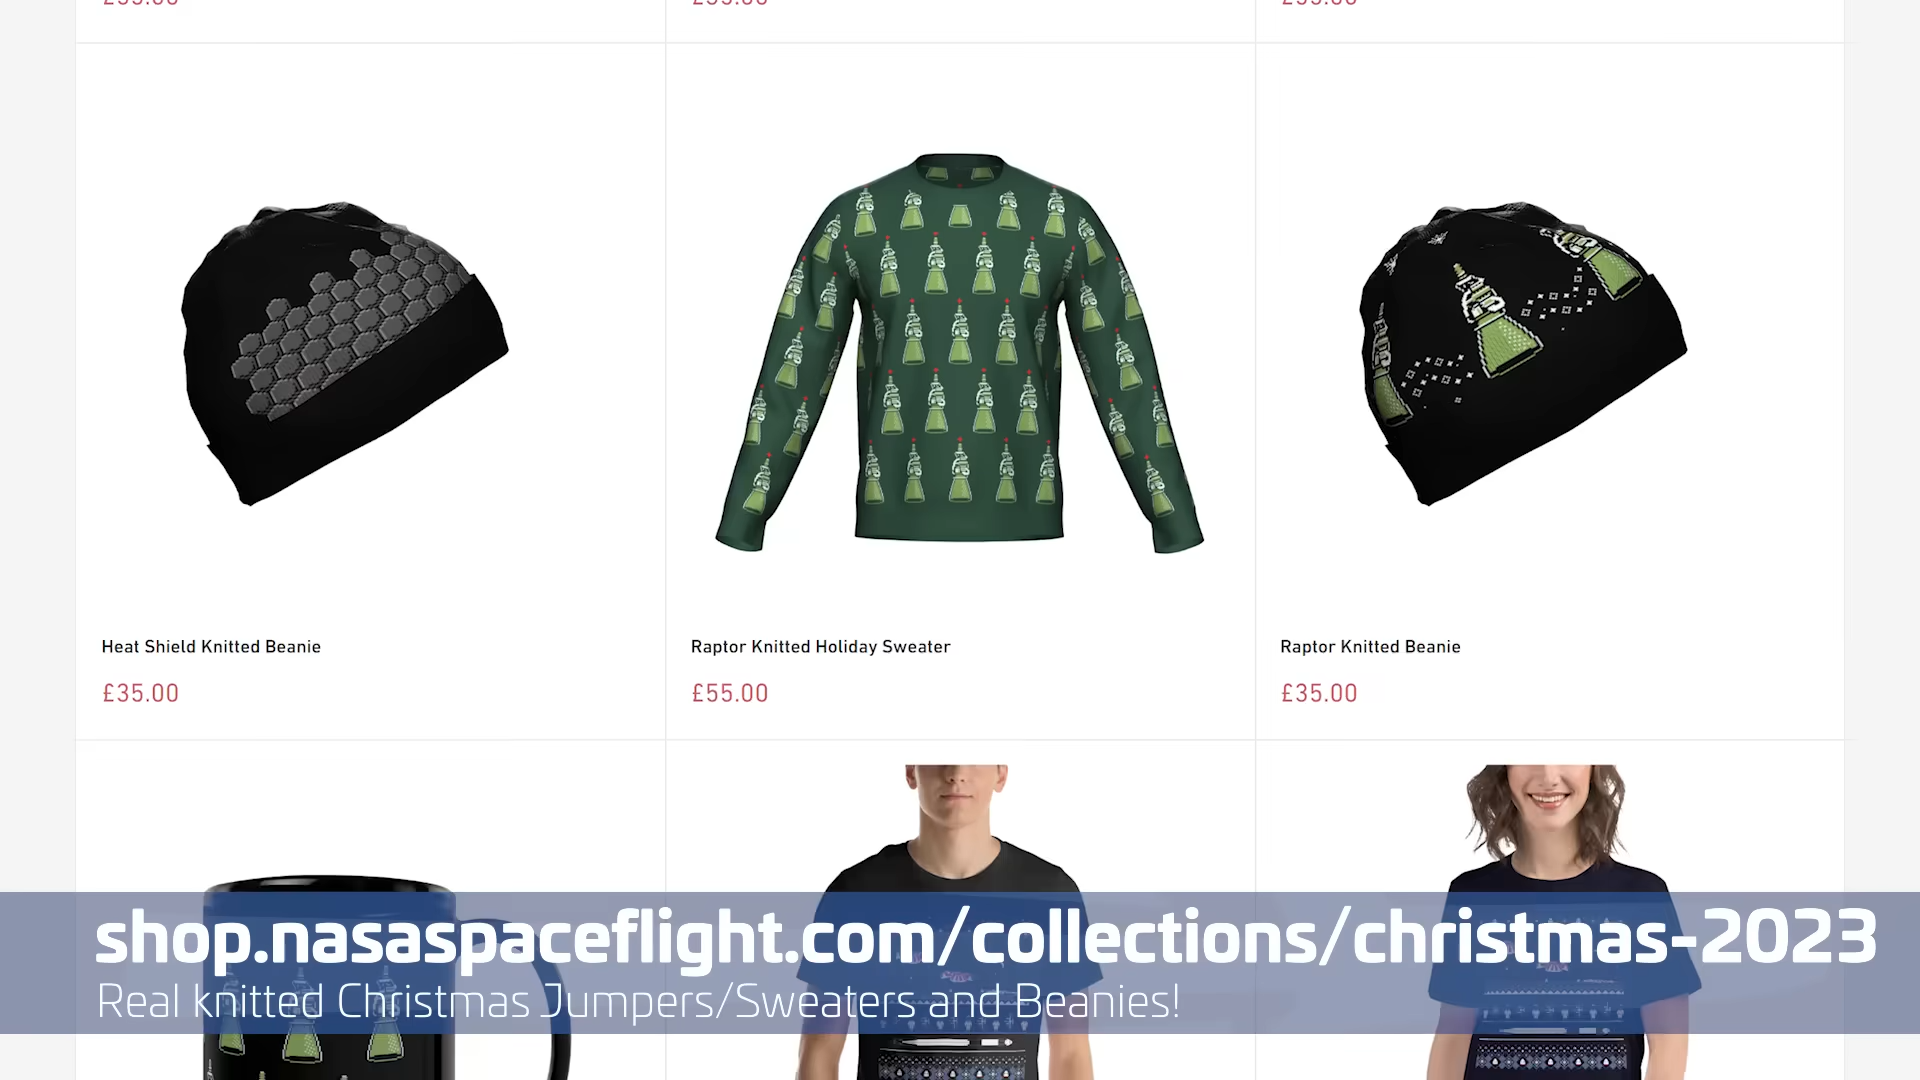 Heat Shield Knitted Beanie
£35.00
Raptor Knitted Holiday Sweater
£55.00
Raptor Knitted Beanie
£35.00
shop.nasaspaceflight.com/collections/christmas-2023
Real knitted Christmas Jumpers/Sweaters and Beanies!